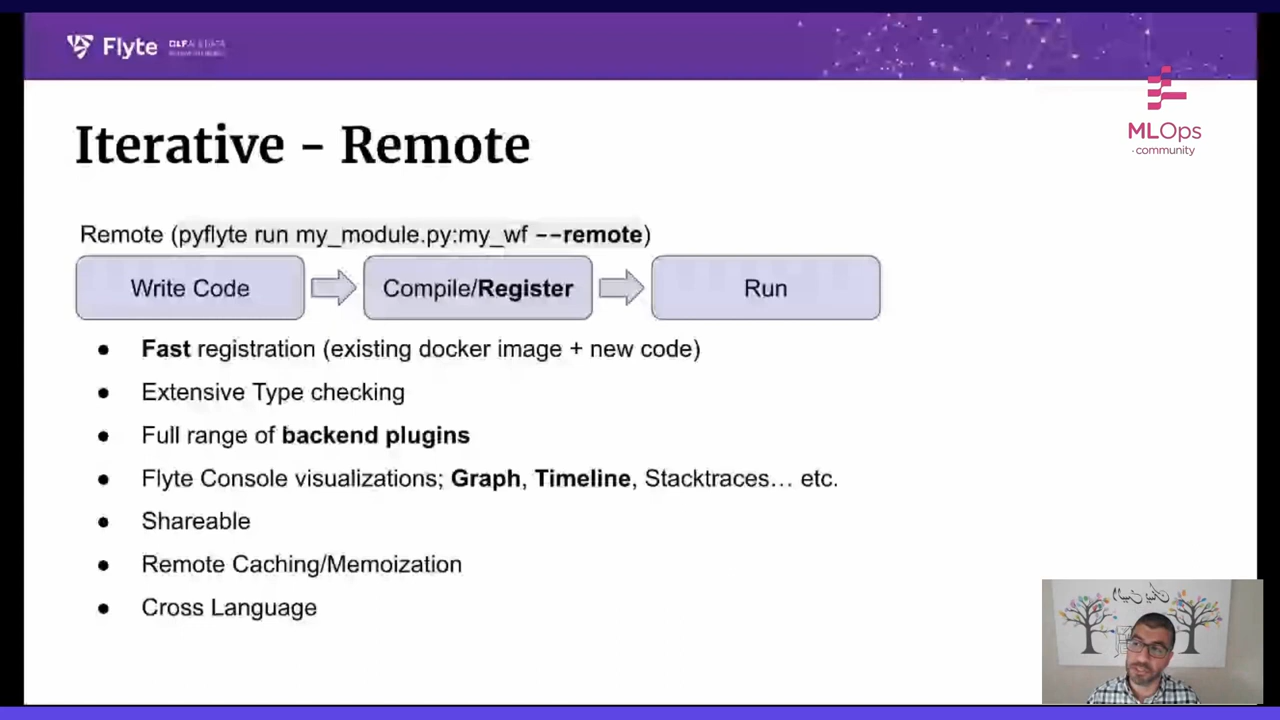 Flyte
MLOps
community
Iterative - Remote
Remote (pyflyte run my_module.py:my_wf --remote)
Write Code
Compile/Register
Run
● Fast registration (existing docker image + new code)
● Extensive Type checking
● Full range of backend plugins
● Flyte Console visualizations; Graph, Timeline, Stacktraces… etc.
● Shareable
● Remote Caching/Memoization
● Cross Language